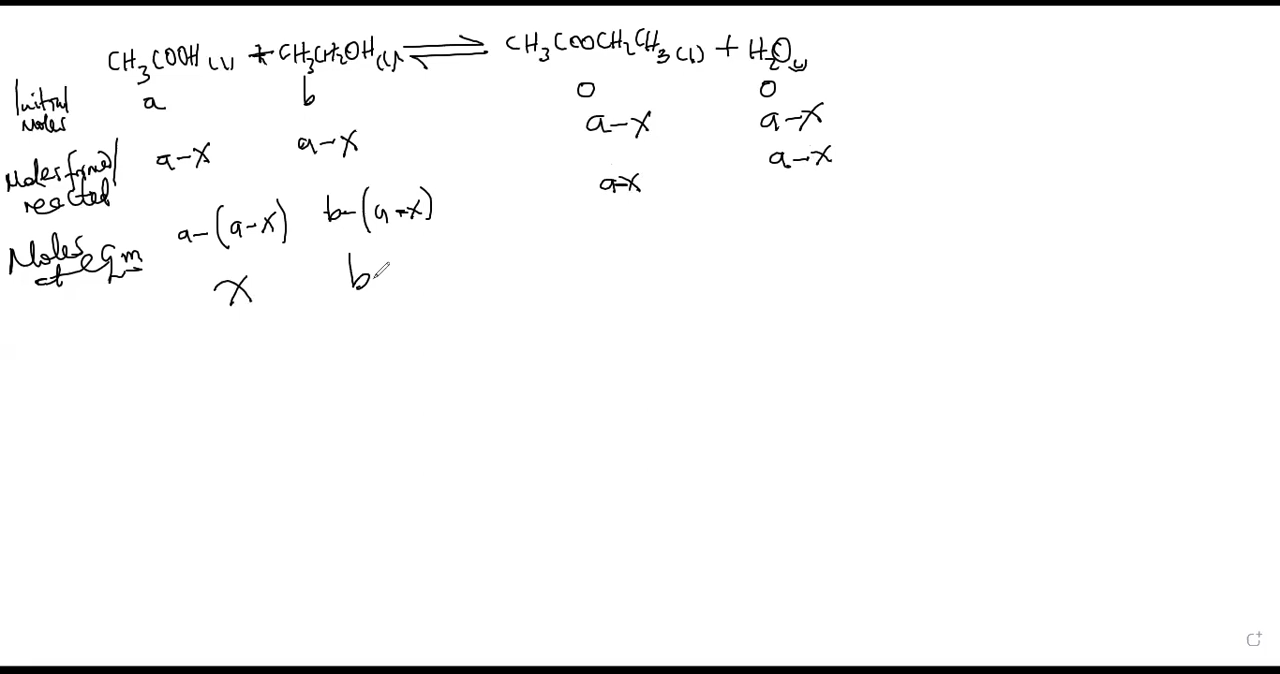 CH3COOH(l) + CH3CH2OH(l) ⇌ CH3COOCH2CH3(l) + H2O(l)
Initial moles a b 0 0
Moles formed/reacted a-x a-x a-x a-x
Moles at eqm a-(a-x) b-(a-x) a-x a-x
x b-